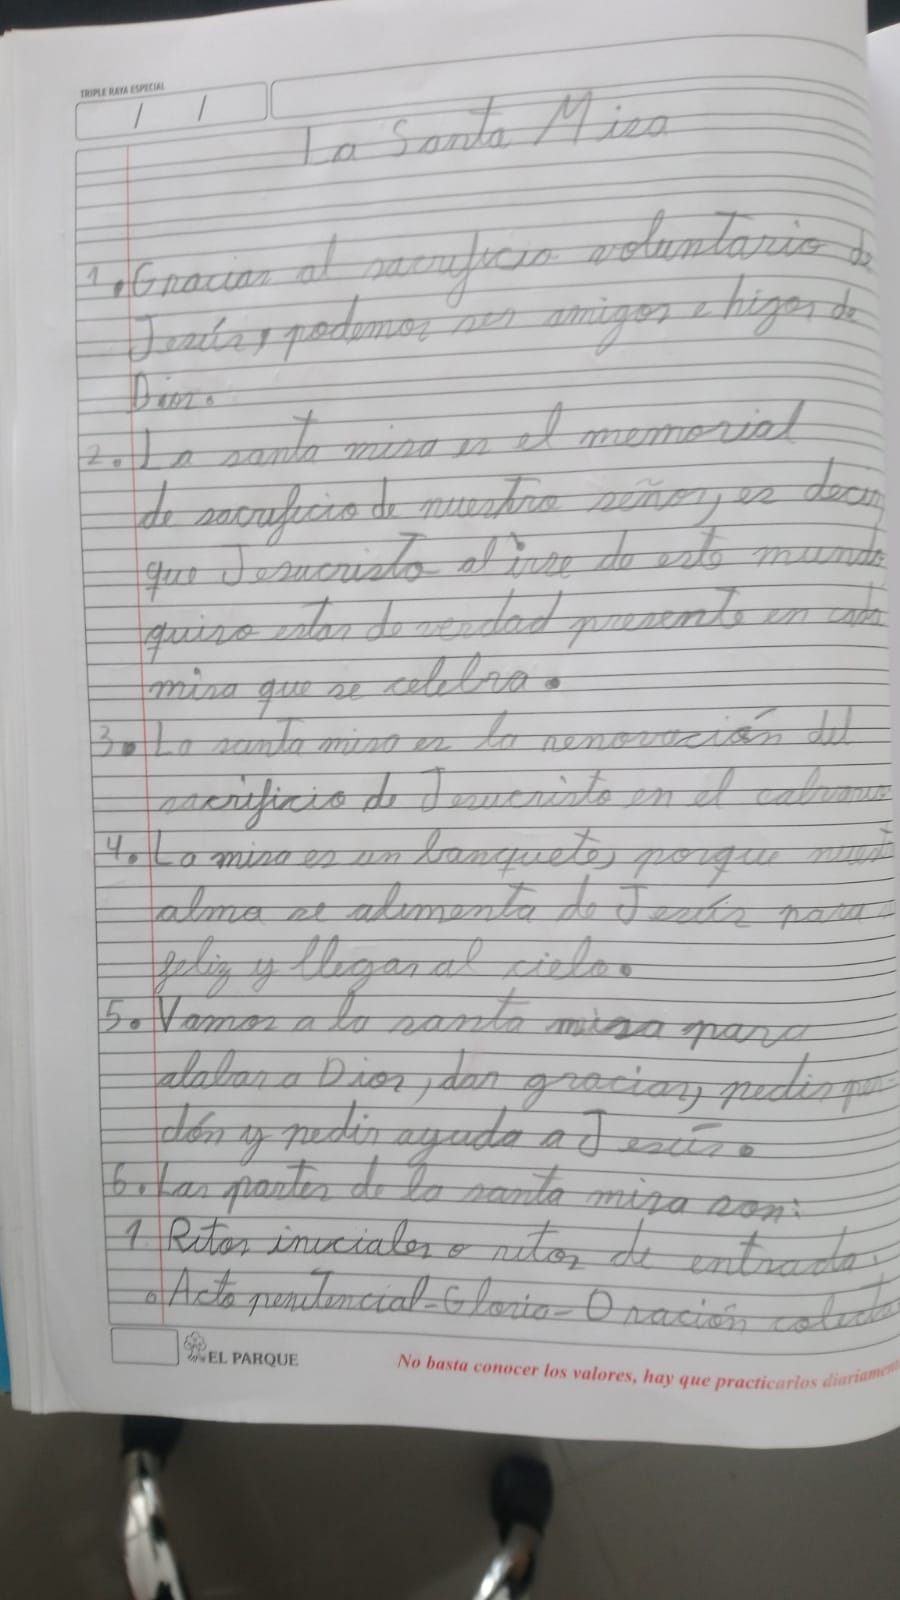 TRIPLE RAYA ESPECIAL
/ /
La Santa Misa
1. Gracias al sacrificio voluntario de
Jesús, podemos ser amigos e higos de
Dios.
2. La santa misa es el memorial
de sacrificio de nuestro señor, es decir,
que Jesucristo al irse de este mundo
quiso estar de verdad presente en cada
misa que se celebra.
3. La santa misa es la renovación del
sacrificio de Jesucristo en el calvario
4. La misa es un banquete, porque
alma se alimenta de Jesús para
feliz y llegar al cielo.
5. Vamos a la santa misa para
alabar a Dios, dar gracias, pedir per-
dón y pedir ayuda a Jesús.
6. Las partes de la santa misa son:
1. Ritos iniciales o ritos de entrada.
Acto penitencial - Gloria - Oración colecta
EL PARQUE
No basta conocer los valores, hay que practicarlos